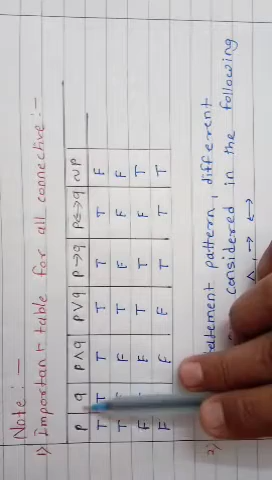 Note :-
1) Important table for all connective :-
p q p∧q p∨q p→q p↔q ~p
T T T T T T F
T F T F F F
F F T T F T
F F F F T T T
2) statement pattern, different
considered in the following
∧, → ↔